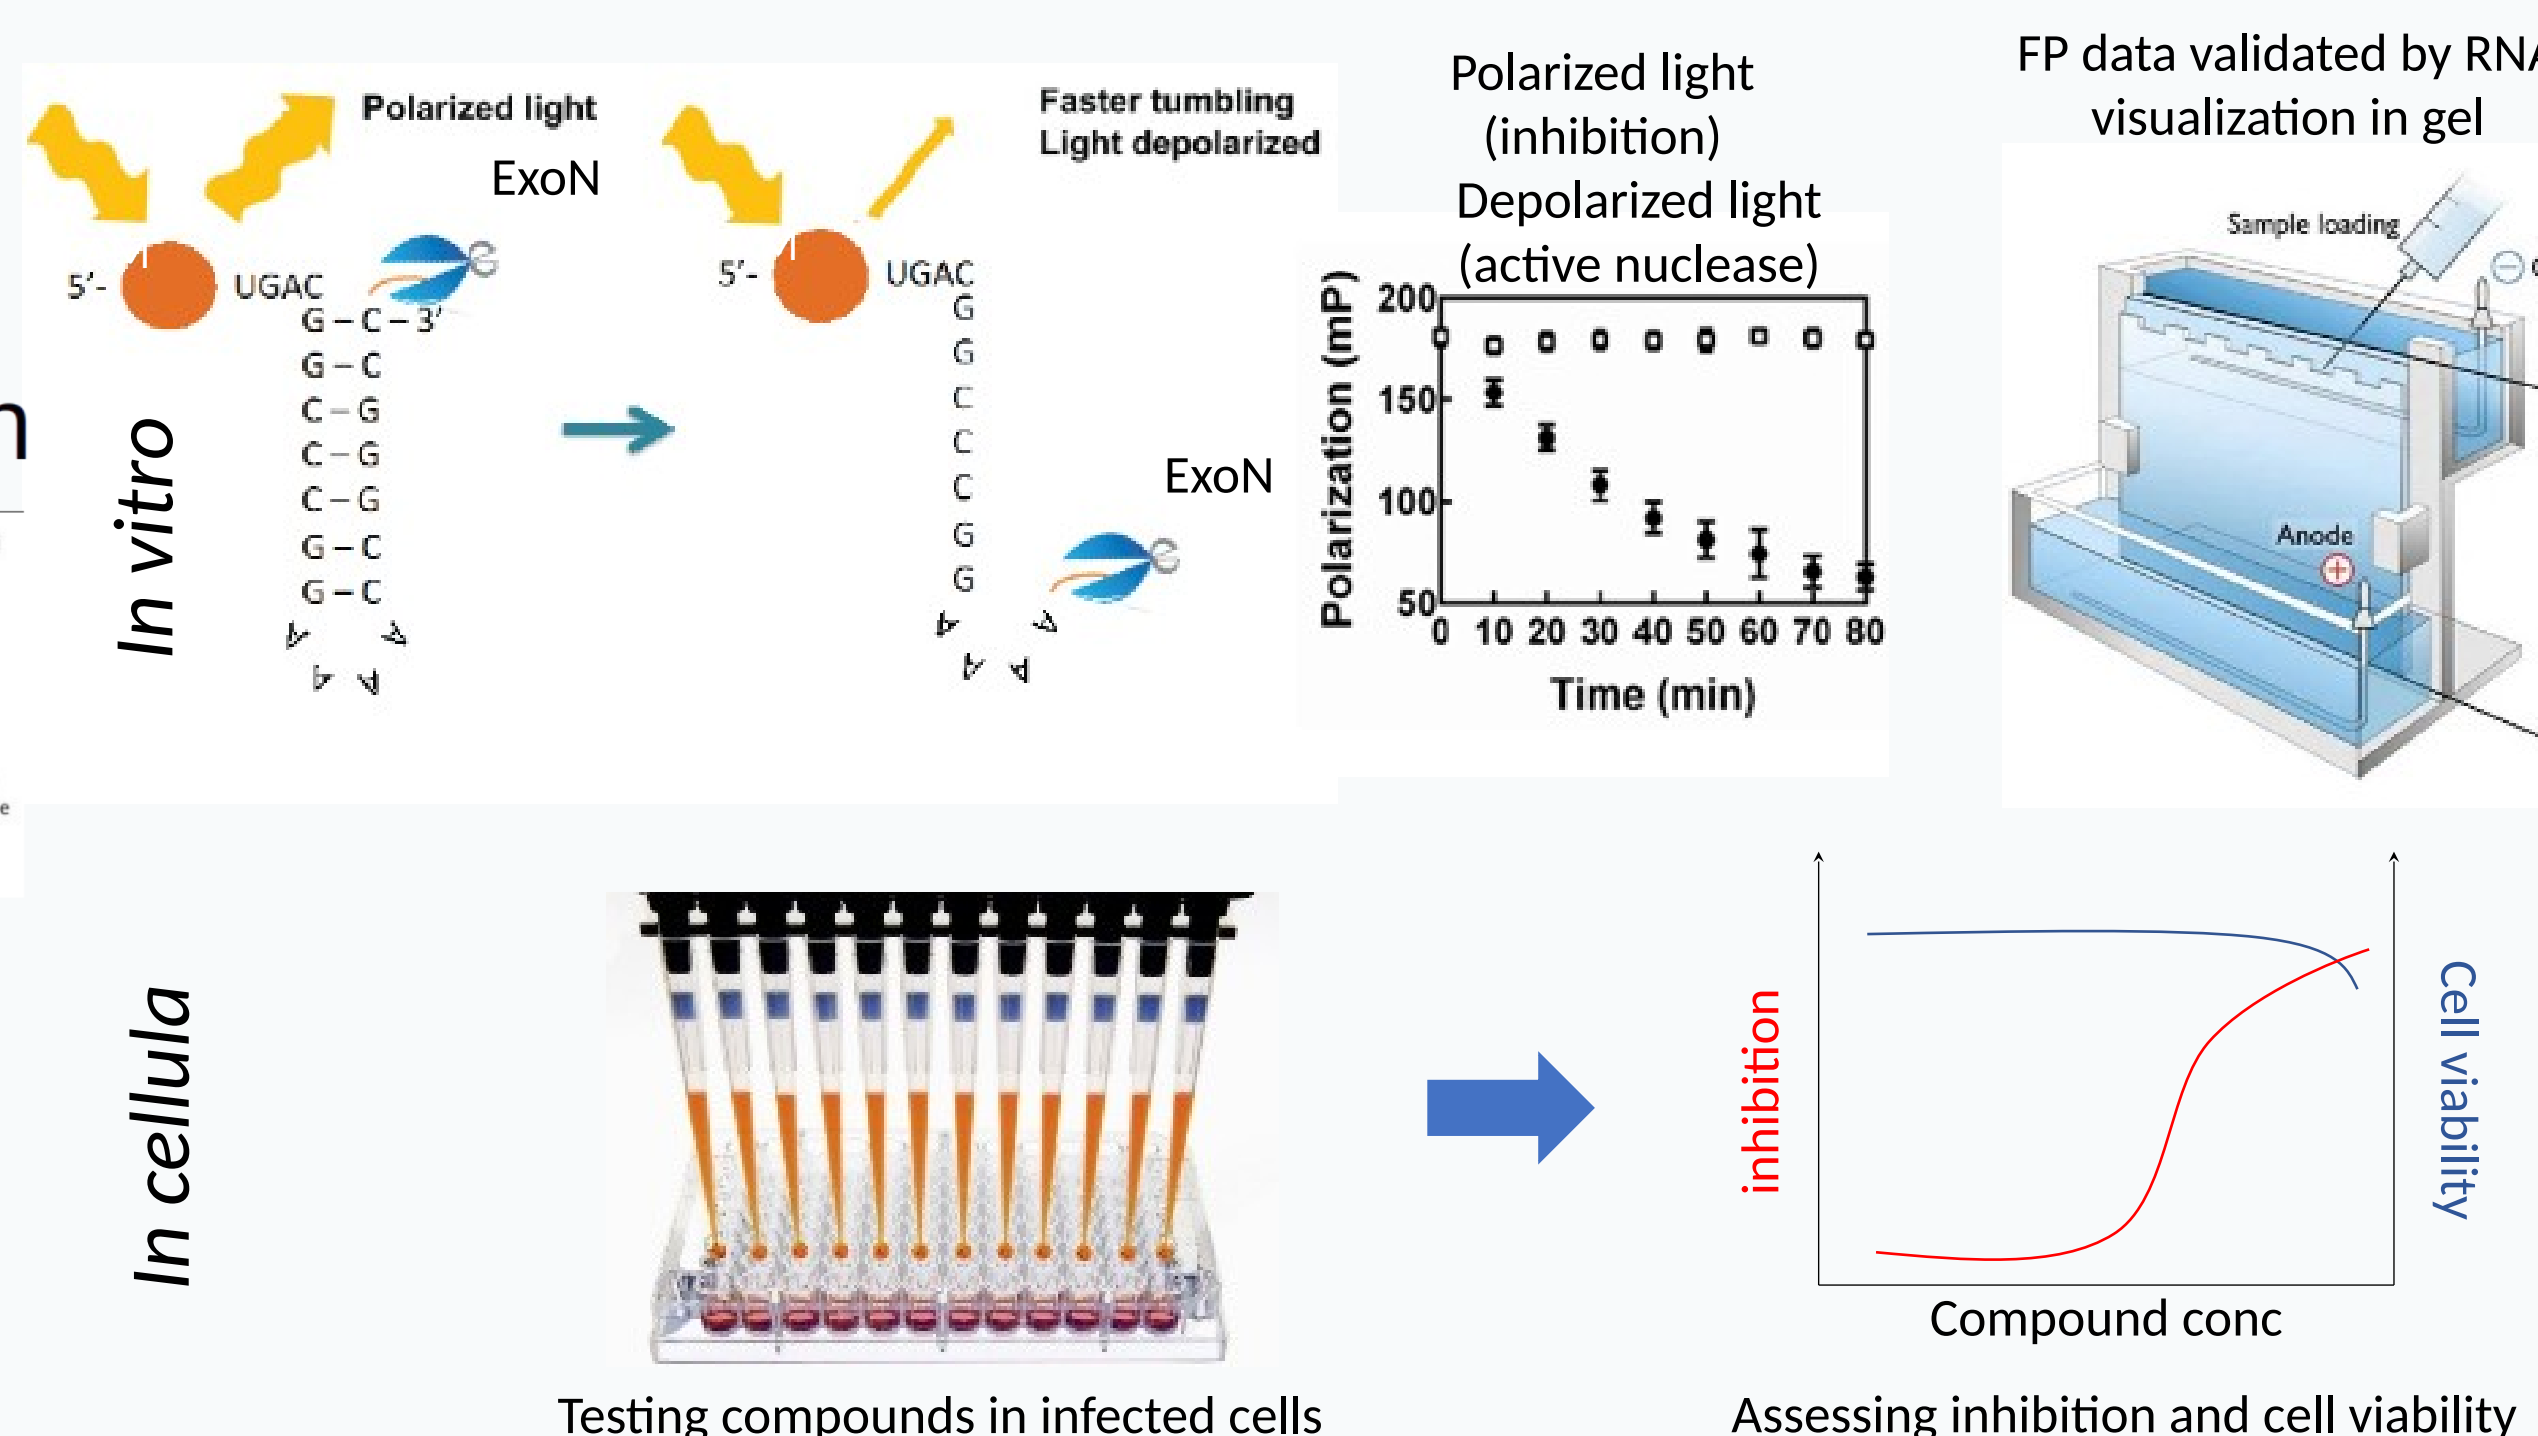 Polarized light
ExoN
5'-
UGAC
G – C – 3'
G – C
C – G
C – G
C – G
G – C
G – C
A
A
A
A
Faster tumbling
Light depolarized
5'-
UGAC
G
G
C
C
C
G
G
A
A
A
A
ExoN
Polarized light
(inhibition)
Depolarized light
(active nuclease)
Polarization (mP)
200
150
100
50
0 10 20 30 40 50 60 70 80
Time (min)
FP data validated by RNA
visualization in gel
Sample loading
Anode
In vitro
In cellula
Testing compounds in infected cells
inhibition
Cell viability
Compound conc
Assessing inhibition and cell viability